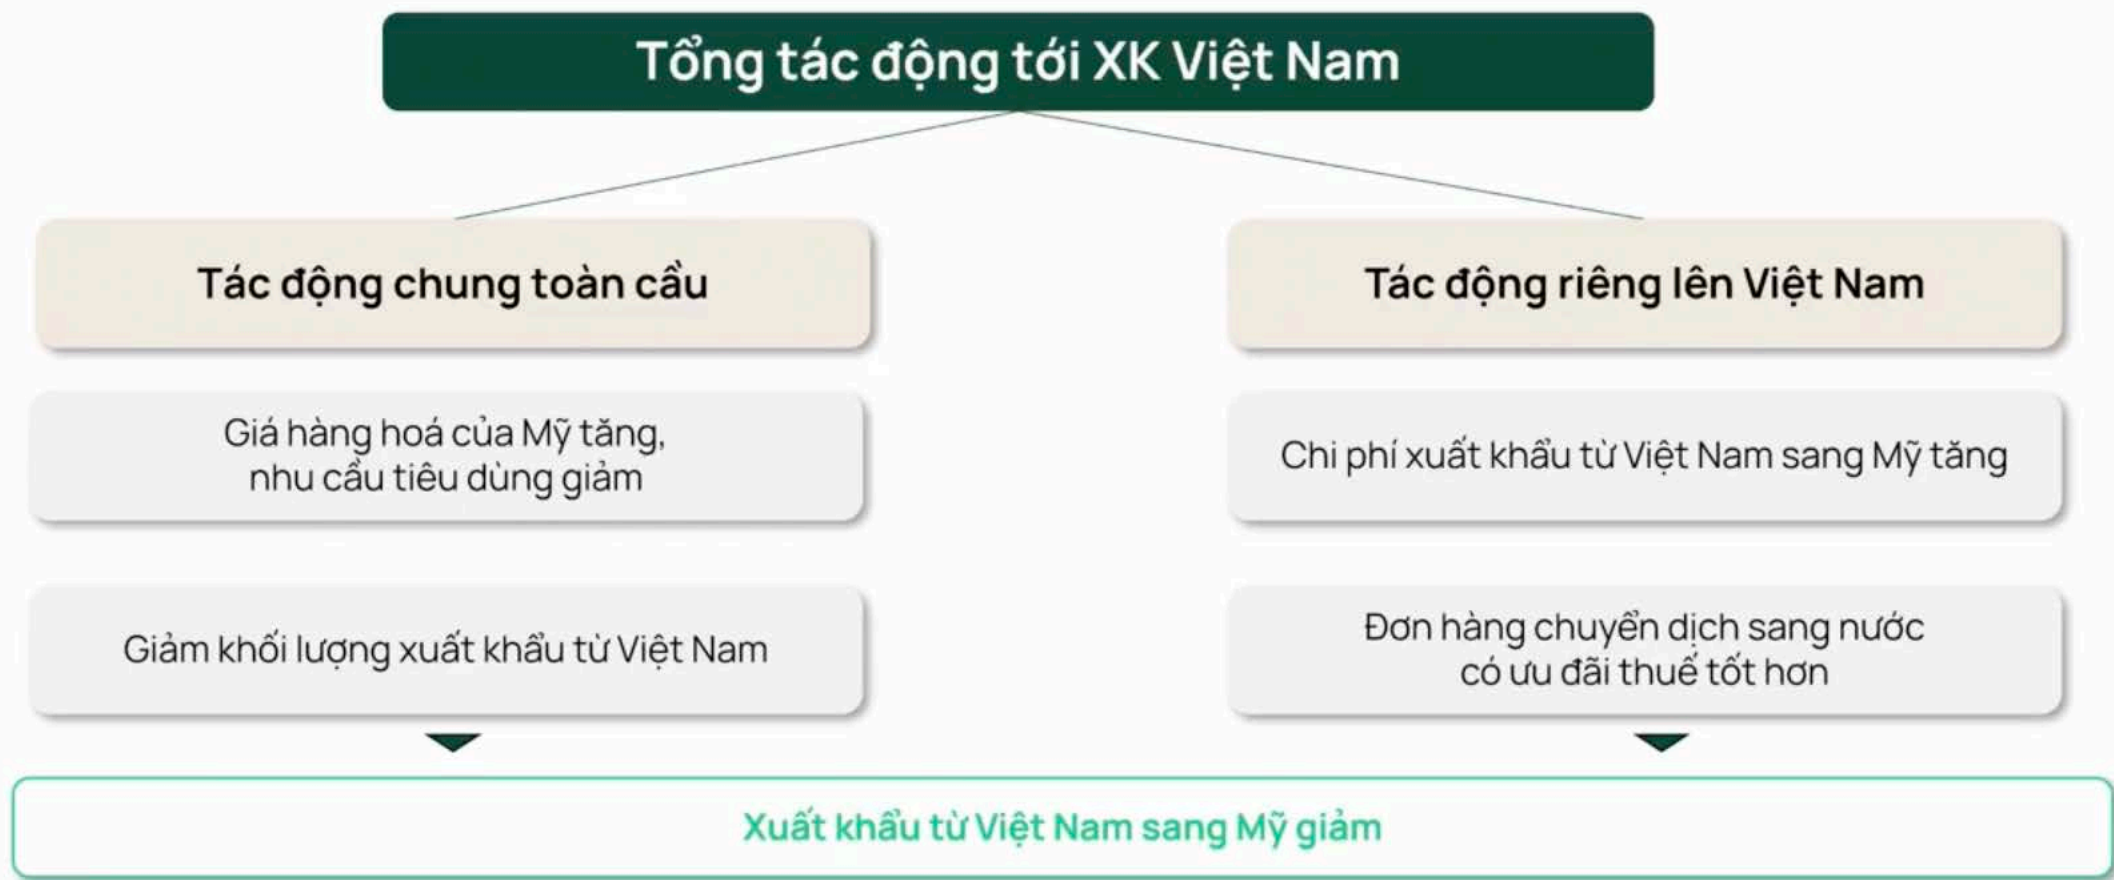 Tổng tác động tới XK Việt Nam
Tác động chung toàn cầu
Giá hàng hoá của Mỹ tăng,
nhu cầu tiêu dùng giảm
Giảm khối lượng xuất khẩu từ Việt Nam
Tác động riêng lên Việt Nam
Chi phí xuất khẩu từ Việt Nam sang Mỹ tăng
Đơn hàng chuyển dịch sang nước
có ưu đãi thuế tốt hơn
Xuất khẩu từ Việt Nam sang Mỹ giảm